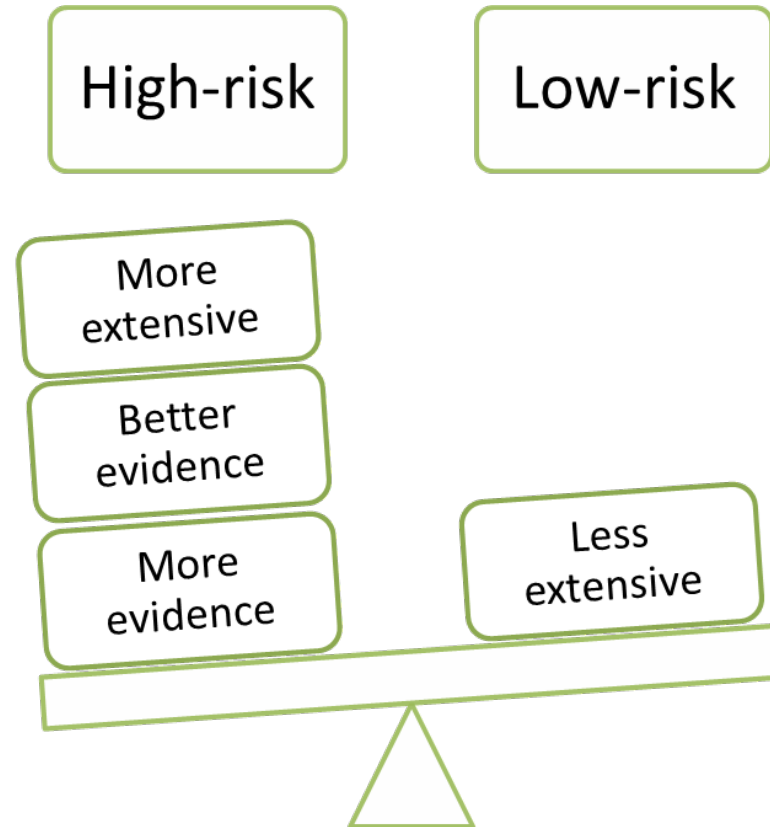 High-risk
Low-risk
More
extensive
Better
evidence
More
evidence
Less
extensive